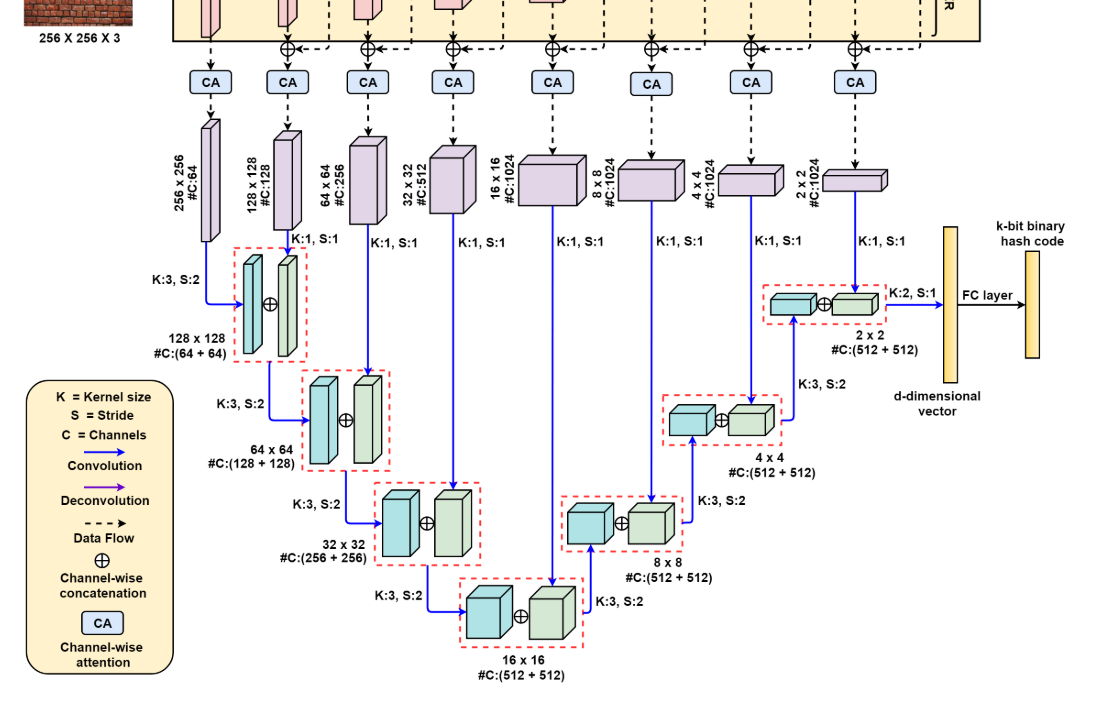 256 X 256 X 3
R
CA
CA
CA
CA
CA
CA
CA
CA
256 x 256
#C:64
128 x 128
#C:128
64 x 64
#C:256
32 x 32
#C:512
16 x 16
#C:1024
8 x 8
#C:1024
4 x 4
#C:1024
2 x 2
#C:1024
K:1, S:1
K:1, S:1
K:1, S:1
K:1, S:1
K:1, S:1
K:1, S:1
K:1, S:1
k-bit binary
hash code
K:3, S:2
K:2, S:1
FC layer
128 x 128
#C:(64 + 64)
2 x 2
#C:(512 + 512)
K:3, S:2
d-dimensional
vector
K:3, S:2
64 x 64
#C:(128 + 128)
4 x 4
#C:(512 + 512)
K:3, S:2
K:3, S:2
32 x 32
#C:(256 + 256)
8 x 8
#C:(512 + 512)
K:3, S:2
K:3, S:2
16 x 16
#C:(512 + 512)
K = Kernel size
S = Stride
C = Channels
Convolution
Deconvolution
Data Flow
Channel-wise
concatenation
CA
Channel-wise
attention